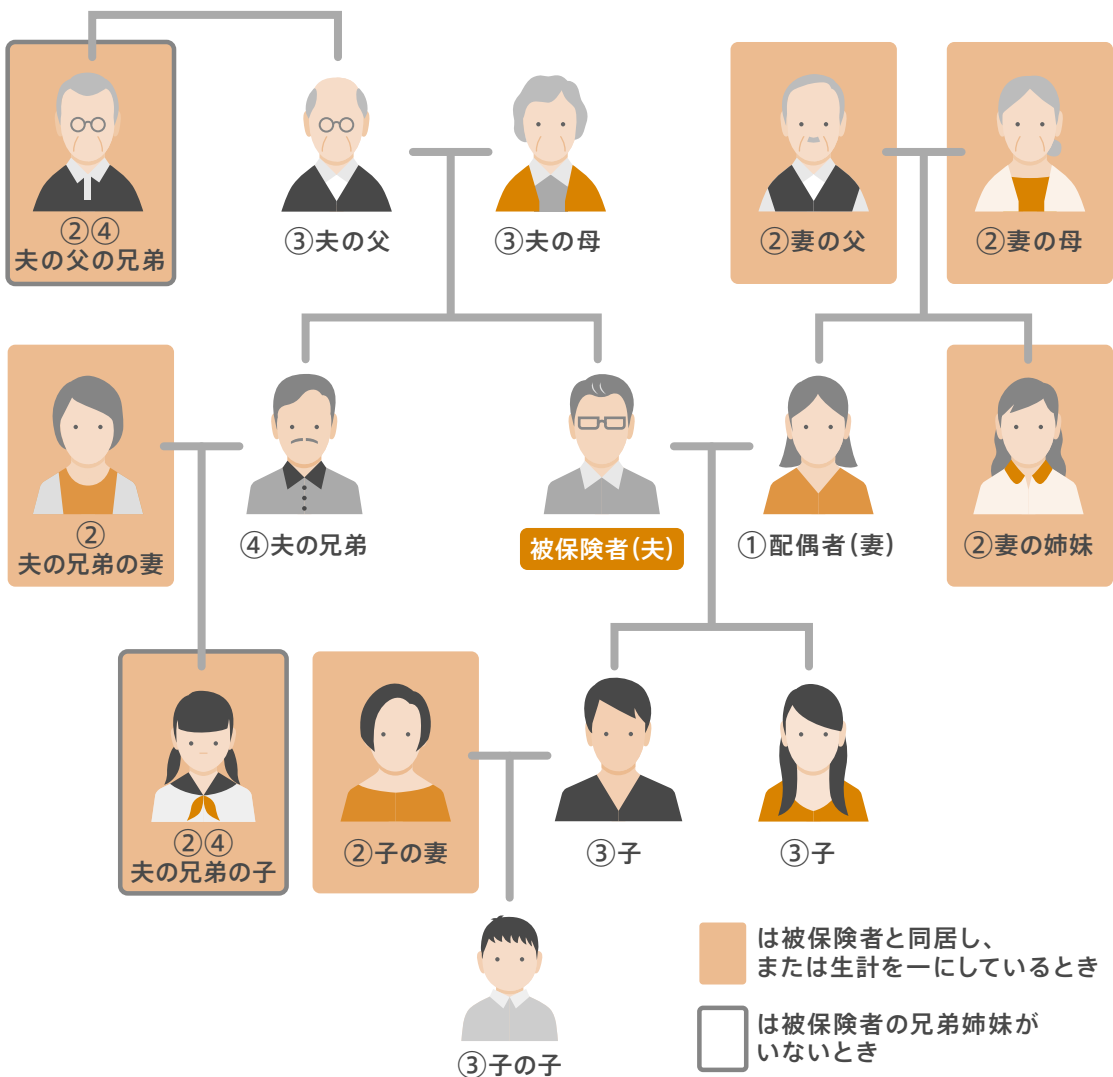 ②④
夫の父の兄弟
③夫の父
③夫の母
②妻の父
②妻の母
②
夫の兄弟の妻
④夫の兄弟
被保険者(夫)
①配偶者(妻)
②妻の姉妹
②④
夫の兄弟の子
②子の妻
③子
③子
③子の子
は被保険者と同居し、
または生計を一にしているとき
は被保険者の兄弟姉妹が
いないとき